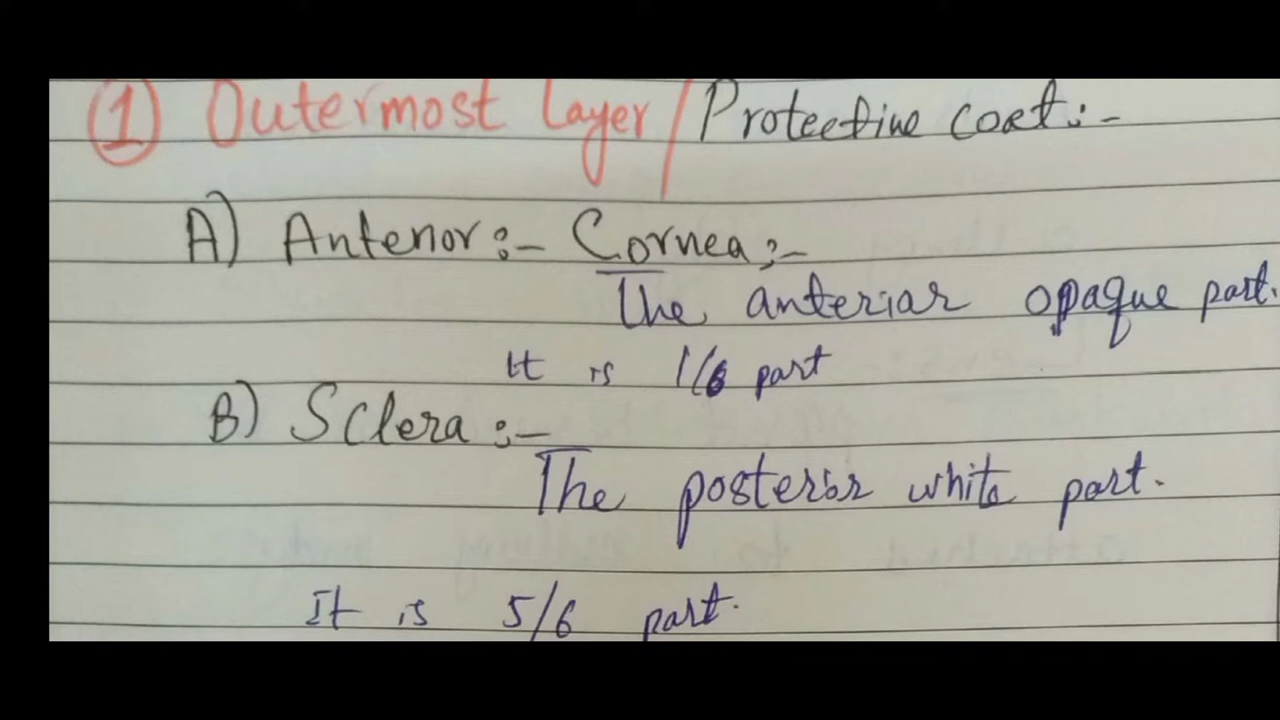 ① Outermost layer / Protective coat :-
A) Anterior :- Cornea :-
The anteriar opaque part.
It is 1/6 part
B) Sclera :-
The posterior white part.
It is 5/6 part.